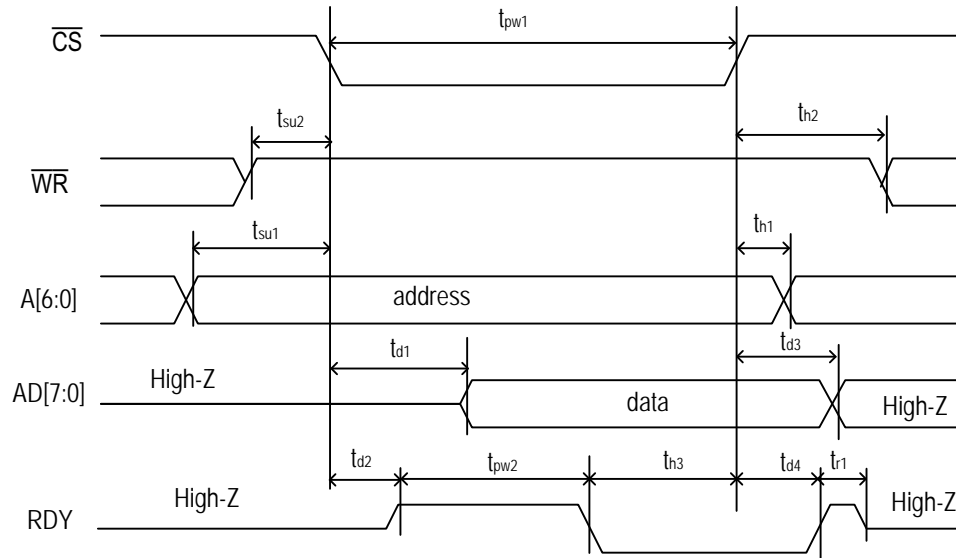 CS
tpw1
tsu2
th2
WR
tsu1
th1
A[6:0]
address
td1
td3
AD[7:0]
High-Z
data
High-Z
td2
tpw2
th3
td4
tr1
RDY
High-Z
High-Z